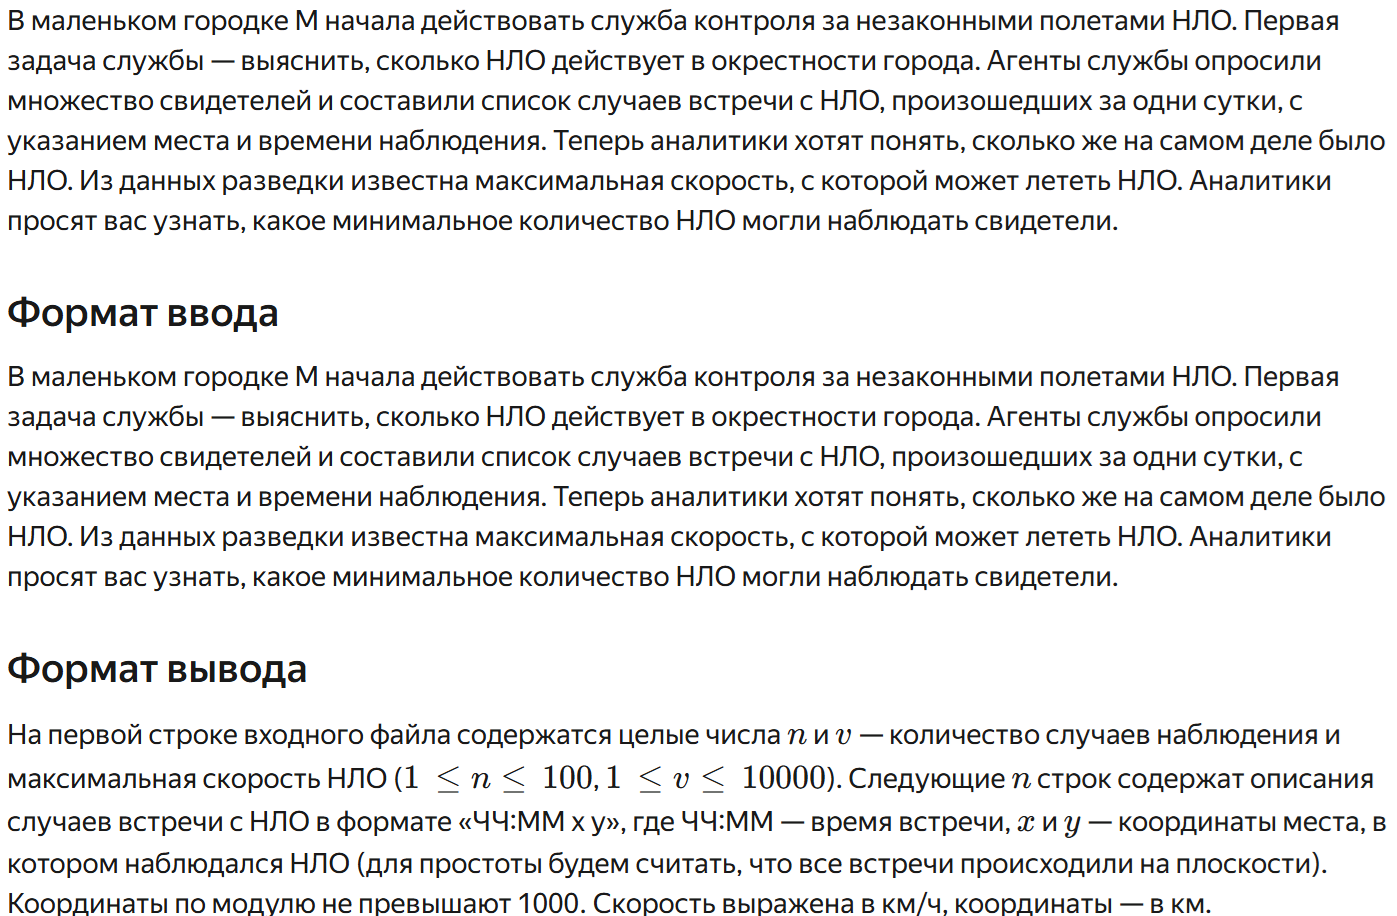 В маленьком городке М начала действовать служба контроля за незаконными полетами НЛО. Первая
задача службы — выяснить, сколько НЛО действует в окрестности города. Агенты службы опросили
множество свидетелей и составили список случаев встречи с НЛО, произошедших за одни сутки, с
указанием места и времени наблюдения. Теперь аналитики хотят понять, сколько же на самом деле было
НЛО. Из данных разведки известна максимальная скорость, с которой может лететь НЛО. Аналитики
просят вас узнать, какое минимальное количество НЛО могли наблюдать свидетели.
Формат ввода
В маленьком городке М начала действовать служба контроля за незаконными полетами НЛО. Первая
задача службы — выяснить, сколько НЛО действует в окрестности города. Агенты службы опросили
множество свидетелей и составили список случаев встречи с НЛО, произошедших за одни сутки, с
указанием места и времени наблюдения. Теперь аналитики хотят понять, сколько же на самом деле было
НЛО. Из данных разведки известна максимальная скорость, с которой может лететь НЛО. Аналитики
просят вас узнать, какое минимальное количество НЛО могли наблюдать свидетели.
Формат вывода
На первой строке входного файла содержатся целые числа n и v — количество случаев наблюдения и
максимальная скорость НЛО (1 ≤ n ≤ 100, 1 ≤ v ≤ 10000). Следующие n строк содержат описания
случаев встречи с НЛО в формате «ЧЧ:ММ x y», где ЧЧ:ММ — время встречи, x и y — координаты места, в
котором наблюдался НЛО (для простоты будем считать, что все встречи происходили на плоскости).
Координаты по модулю не превышают 1000. Скорость выражена в км/ч, координаты — в км.